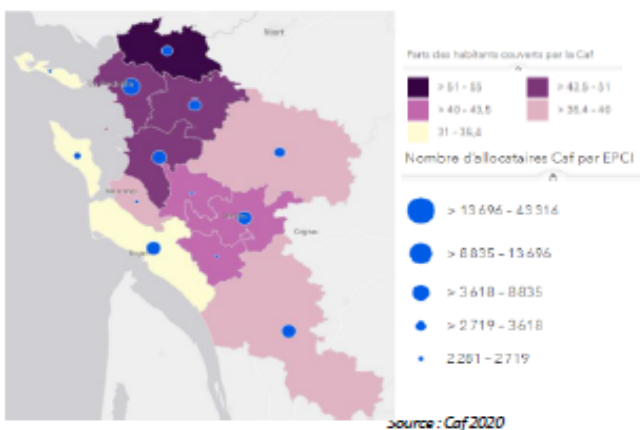 Niort
Saintes
Cognac
Royan
Parts des habitants couverts par la Caf
> 51 - 55
> 43,5 - 51
> 40 - 43,5
> 36,4 - 40
31 - 36,4
Nombre d'allocataires Caf par EPCI
> 13 696 - 43 316
> 8 835 - 13 696
> 3 618 - 8 835
> 2 719 - 3 618
2 281 - 2 719
Source : Caf 2020